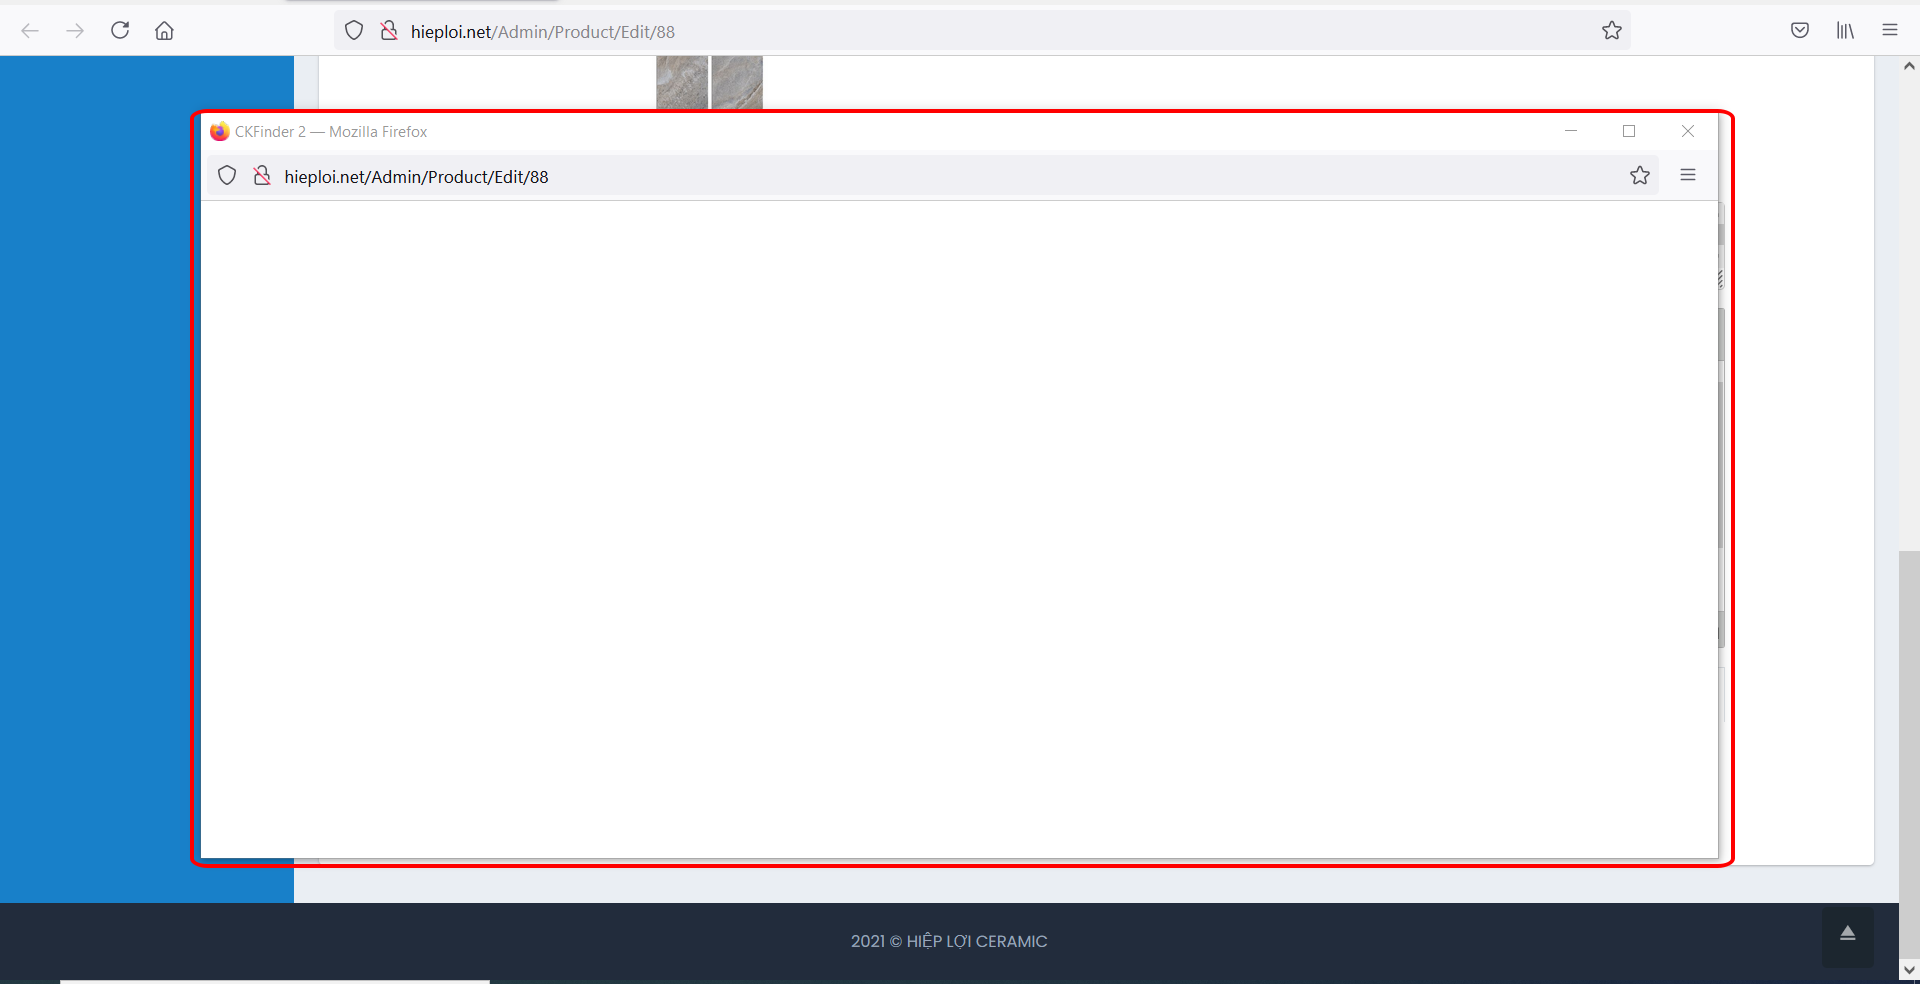 hieploi.net/Admin/Product/Edit/88
CKFinder 2 — Mozilla Firefox
hieploi.net/Admin/Product/Edit/88
2021 © HIỆP LỢI CERAMIC